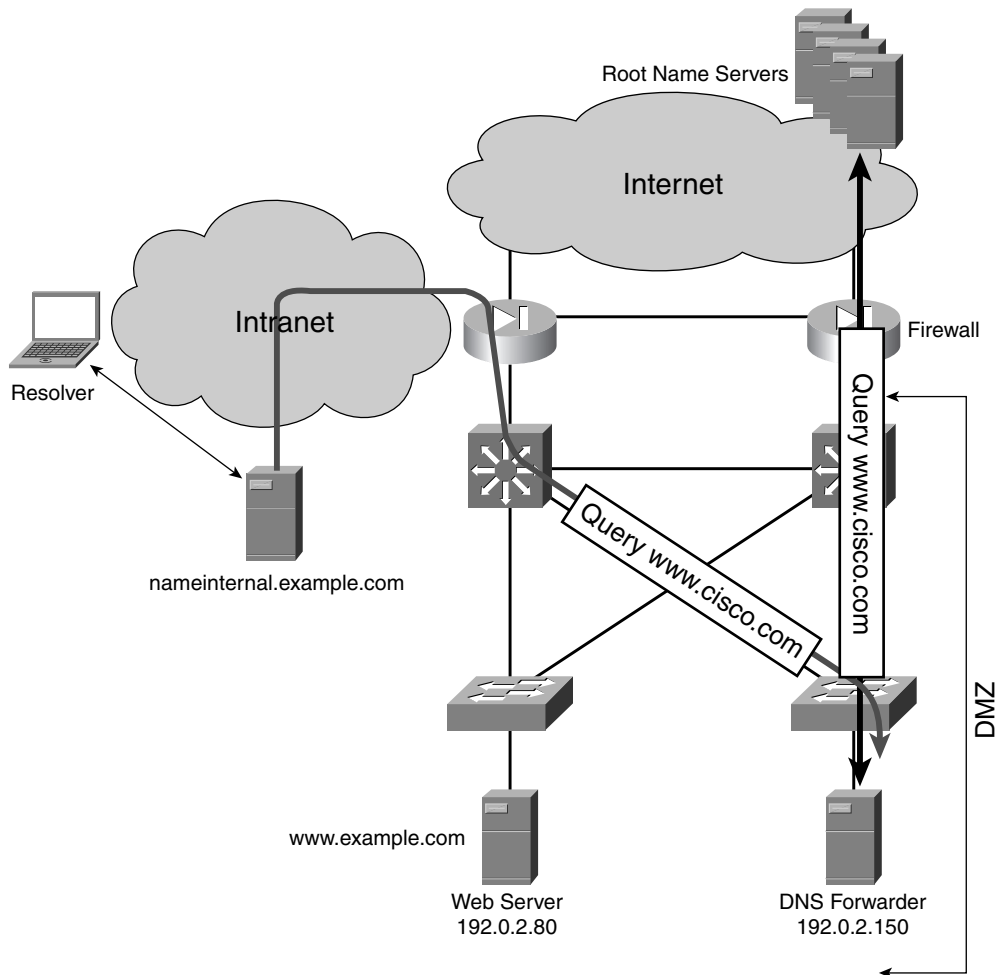 Root Name Servers
Internet
Intranet
Firewall
Resolver
Query www.cisco.com
Query www.cisco.com
nameinternal.example.com
DMZ
www.example.com
Web Server
192.0.2.80
DNS Forwarder
192.0.2.150